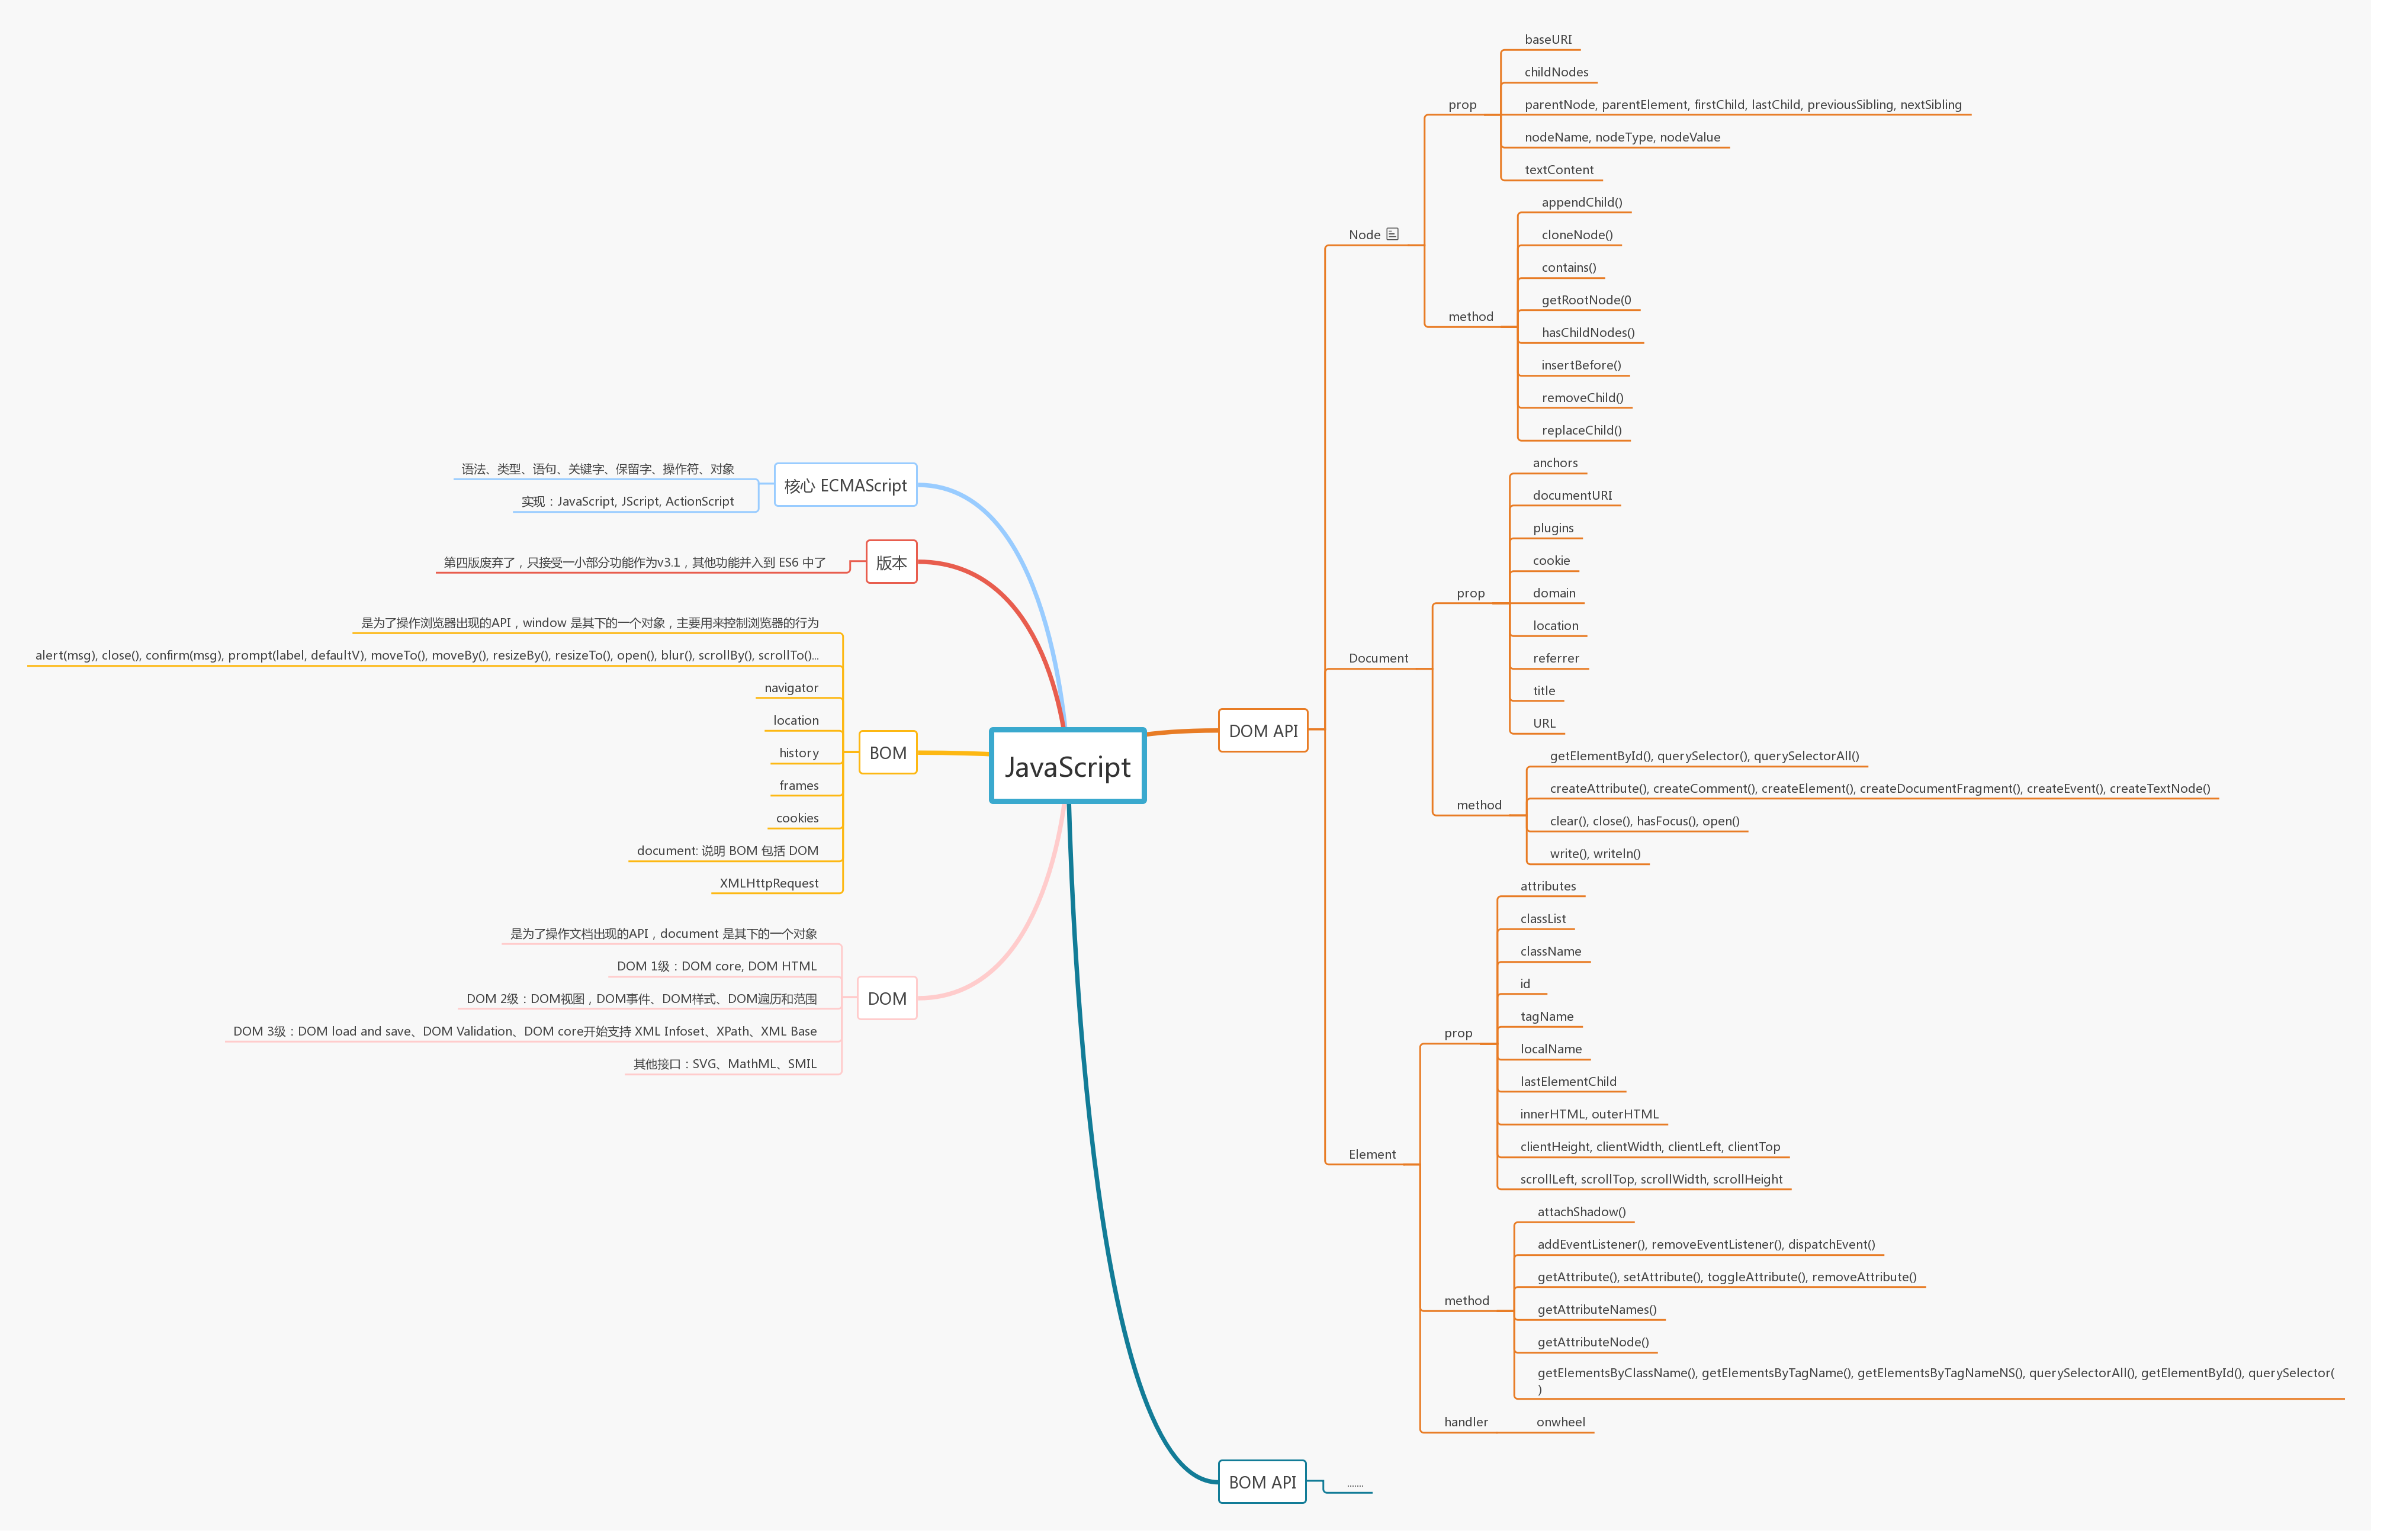 JavaScript
核心 ECMAScript
语法、类型、语句、关键字、保留字、操作符、对象
实现：JavaScript, JScript, ActionScript
版本
第四版废弃了，只接受一小部分功能作为v3.1，其他功能并入到 ES6 中了
BOM
是为了操作浏览器出现的API，window 是其下的一个对象，主要用来控制浏览器的行为
alert(msg), close(), confirm(msg), prompt(label, defaultV), moveTo(), moveBy(), resizeBy(), resizeTo(), open(), blur(), scrollBy(), scrollTo()...
navigator
location
history
frames
cookies
document: 说明 BOM 包括 DOM
XMLHttpRequest
DOM
是为了操作文档出现的API，document 是其下的一个对象
DOM 1级：DOM core, DOM HTML
DOM 2级：DOM视图，DOM事件、DOM样式、DOM遍历和范围
DOM 3级：DOM load and save、DOM Validation、DOM core开始支持 XML Infoset、XPath、XML Base
其他接口：SVG、MathML、SMIL
DOM API
Node
prop
baseURI
childNodes
parentNode, parentElement, firstChild, lastChild, previousSibling, nextSibling
nodeName, nodeType, nodeValue
textContent
method
appendChild()
cloneNode()
contains()
getRootNode(0
hasChildNodes()
insertBefore()
removeChild()
replaceChild()
Document
prop
anchors
documentURI
plugins
cookie
domain
location
referrer
title
URL
method
getElementById(), querySelector(), querySelectorAll()
createAttribute(), createComment(), createElement(), createDocumentFragment(), createEvent(), createTextNode()
clear(), close(), hasFocus(), open()
write(), writeln()
Element
prop
attributes
classList
className
id
tagName
localName
lastElementChild
innerHTML, outerHTML
clientHeight, clientWidth, clientLeft, clientTop
scrollLeft, scrollTop, scrollWidth, scrollHeight
method
attachShadow()
addEventListener(), removeEventListener(), dispatchEvent()
getAttribute(), setAttribute(), toggleAttribute(), removeAttribute()
getAttributeNames()
getAttributeNode()
getElementsByClassName(), getElementsByTagName(), getElementsByTagNameNS(), querySelectorAll(), getElementById(), querySelector(
)
handler
onwheel
BOM API
.......